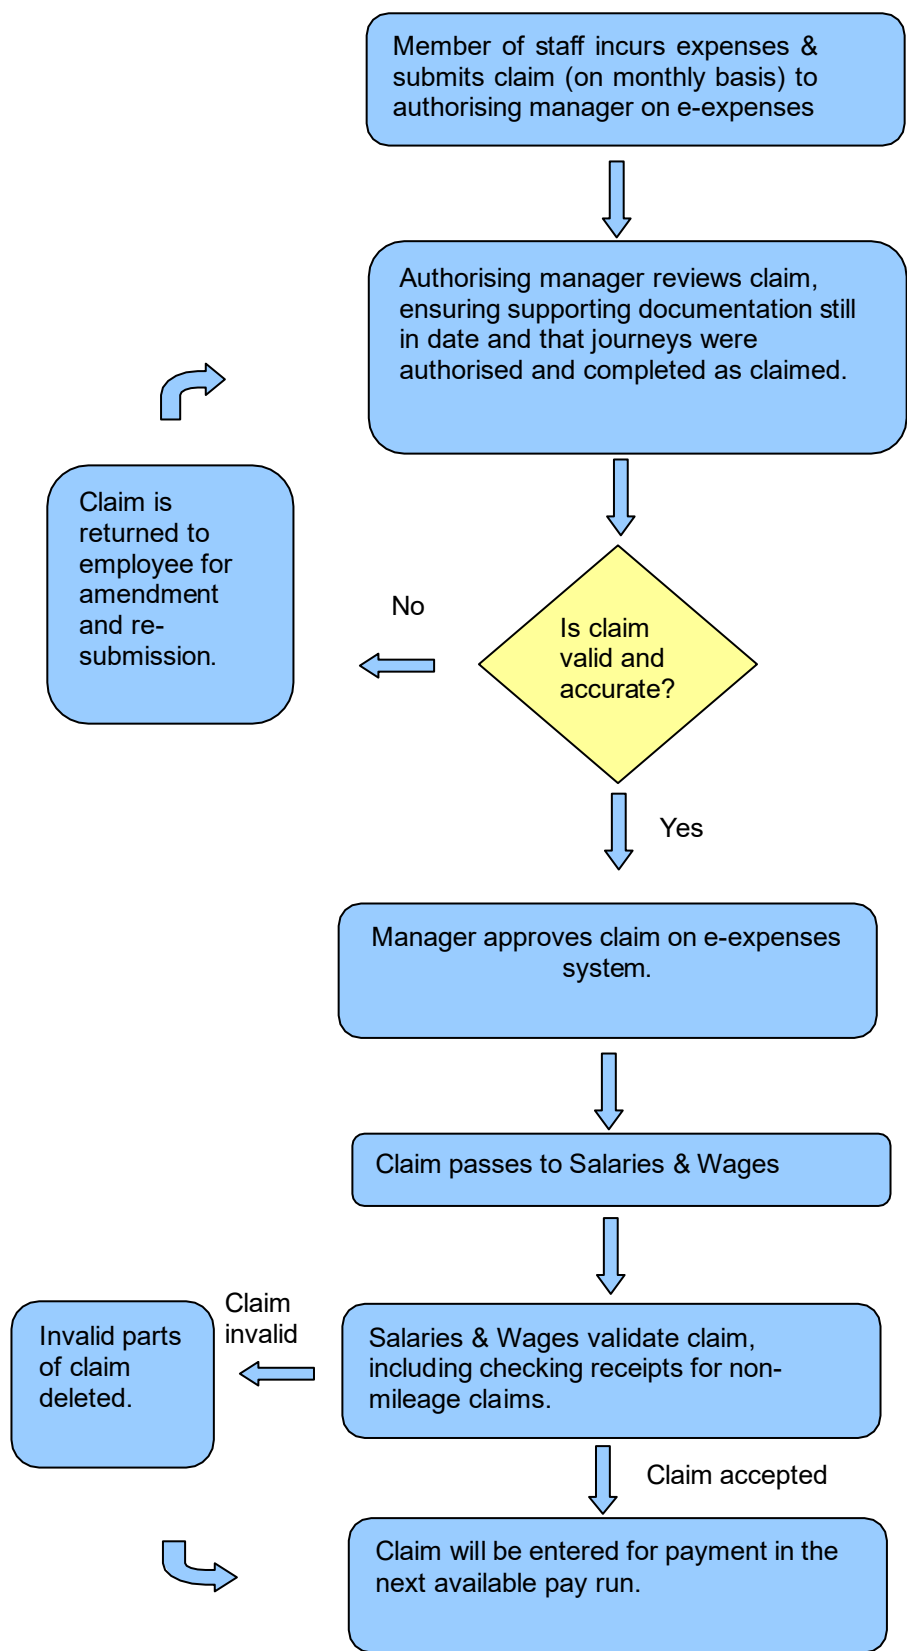 Member of staff incurs expenses &
submits claim (on monthly basis) to
authorising manager on e-expenses
Authorising manager reviews claim,
ensuring supporting documentation still
in date and that journeys were
authorised and completed as claimed.
Claim is
returned to
employee for
amendment
and re-
submission.
No
Is claim
valid and
accurate?
Yes
Manager approves claim on e-expenses
system.
Claim passes to Salaries & Wages
Claim
invalid
Invalid parts
of claim
deleted.
Salaries & Wages validate claim,
including checking receipts for non-
mileage claims.
Claim accepted
Claim will be entered for payment in the
next available pay run.